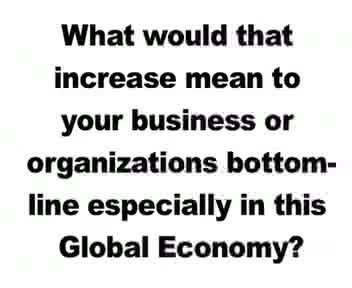 What would that
increase mean to
your business or
organizations bottom-
line especially in this
Global Economy?